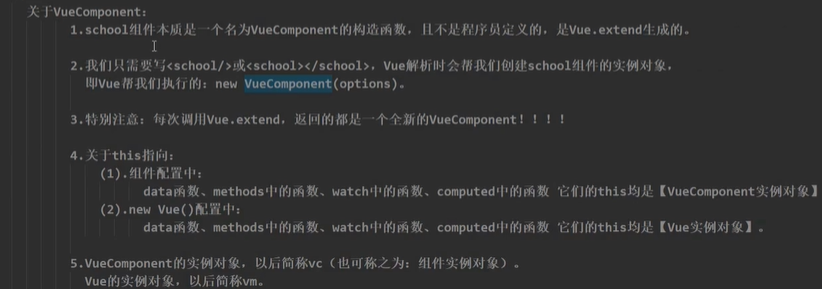 关于VueComponent：
1.school组件本质是一个名为VueComponent的构造函数，且不是程序员定义的，是Vue.extend生成的。
2.我们只需要写<school/>或<school></school>，Vue解析时会帮我们创建school组件的实例对象，
即Vue帮我们执行的：new VueComponent(options)。
3.特别注意：每次调用Vue.extend，返回的都是一个全新的VueComponent！！！！
4.关于this指向：
(1).组件配置中：
data函数、methods中的函数、watch中的函数、computed中的函数 它们的this均是【VueComponent实例对象】
(2).new Vue()配置中：
data函数、methods中的函数、watch中的函数、computed中的函数 它们的this均是【Vue实例对象】。
5.VueComponent的实例对象，以后简称vc（也可称之为：组件实例对象）。
Vue的实例对象，以后简称vm。